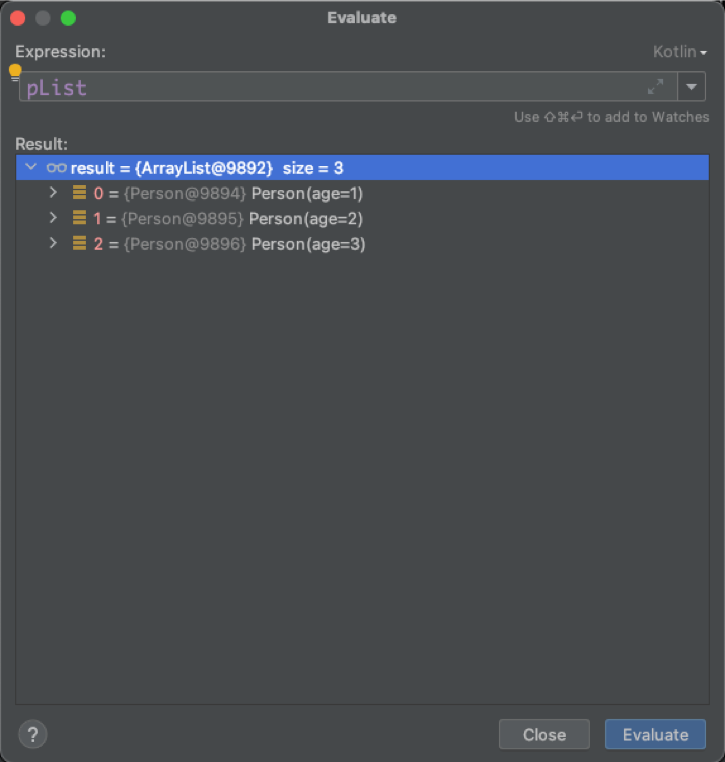 Evaluate
Expression:
Kotlin
pList
Use ⇧⌘⏎ to add to Watches
Result:
result = {ArrayList@9892} size = 3
0 = {Person@9894} Person(age=1)
1 = {Person@9895} Person(age=2)
2 = {Person@9896} Person(age=3)
?
Close
Evaluate